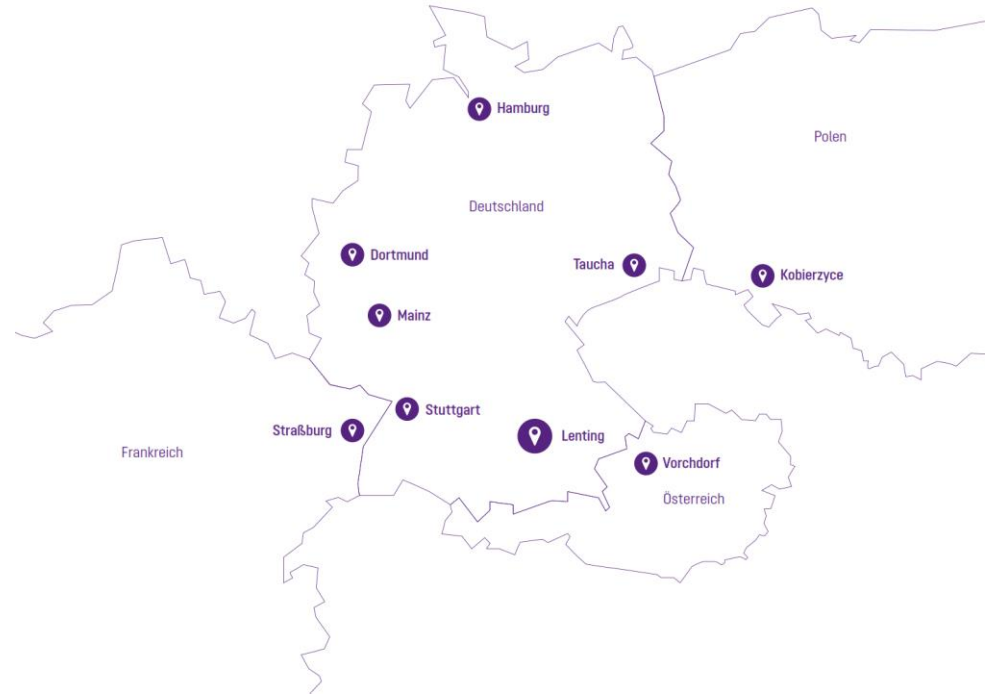 Hamburg
Polen
Deutschland
Dortmund
Taucha
Kobierzyce
Mainz
Stuttgart
Straßburg
Lenting
Frankreich
Vorchdorf
Österreich